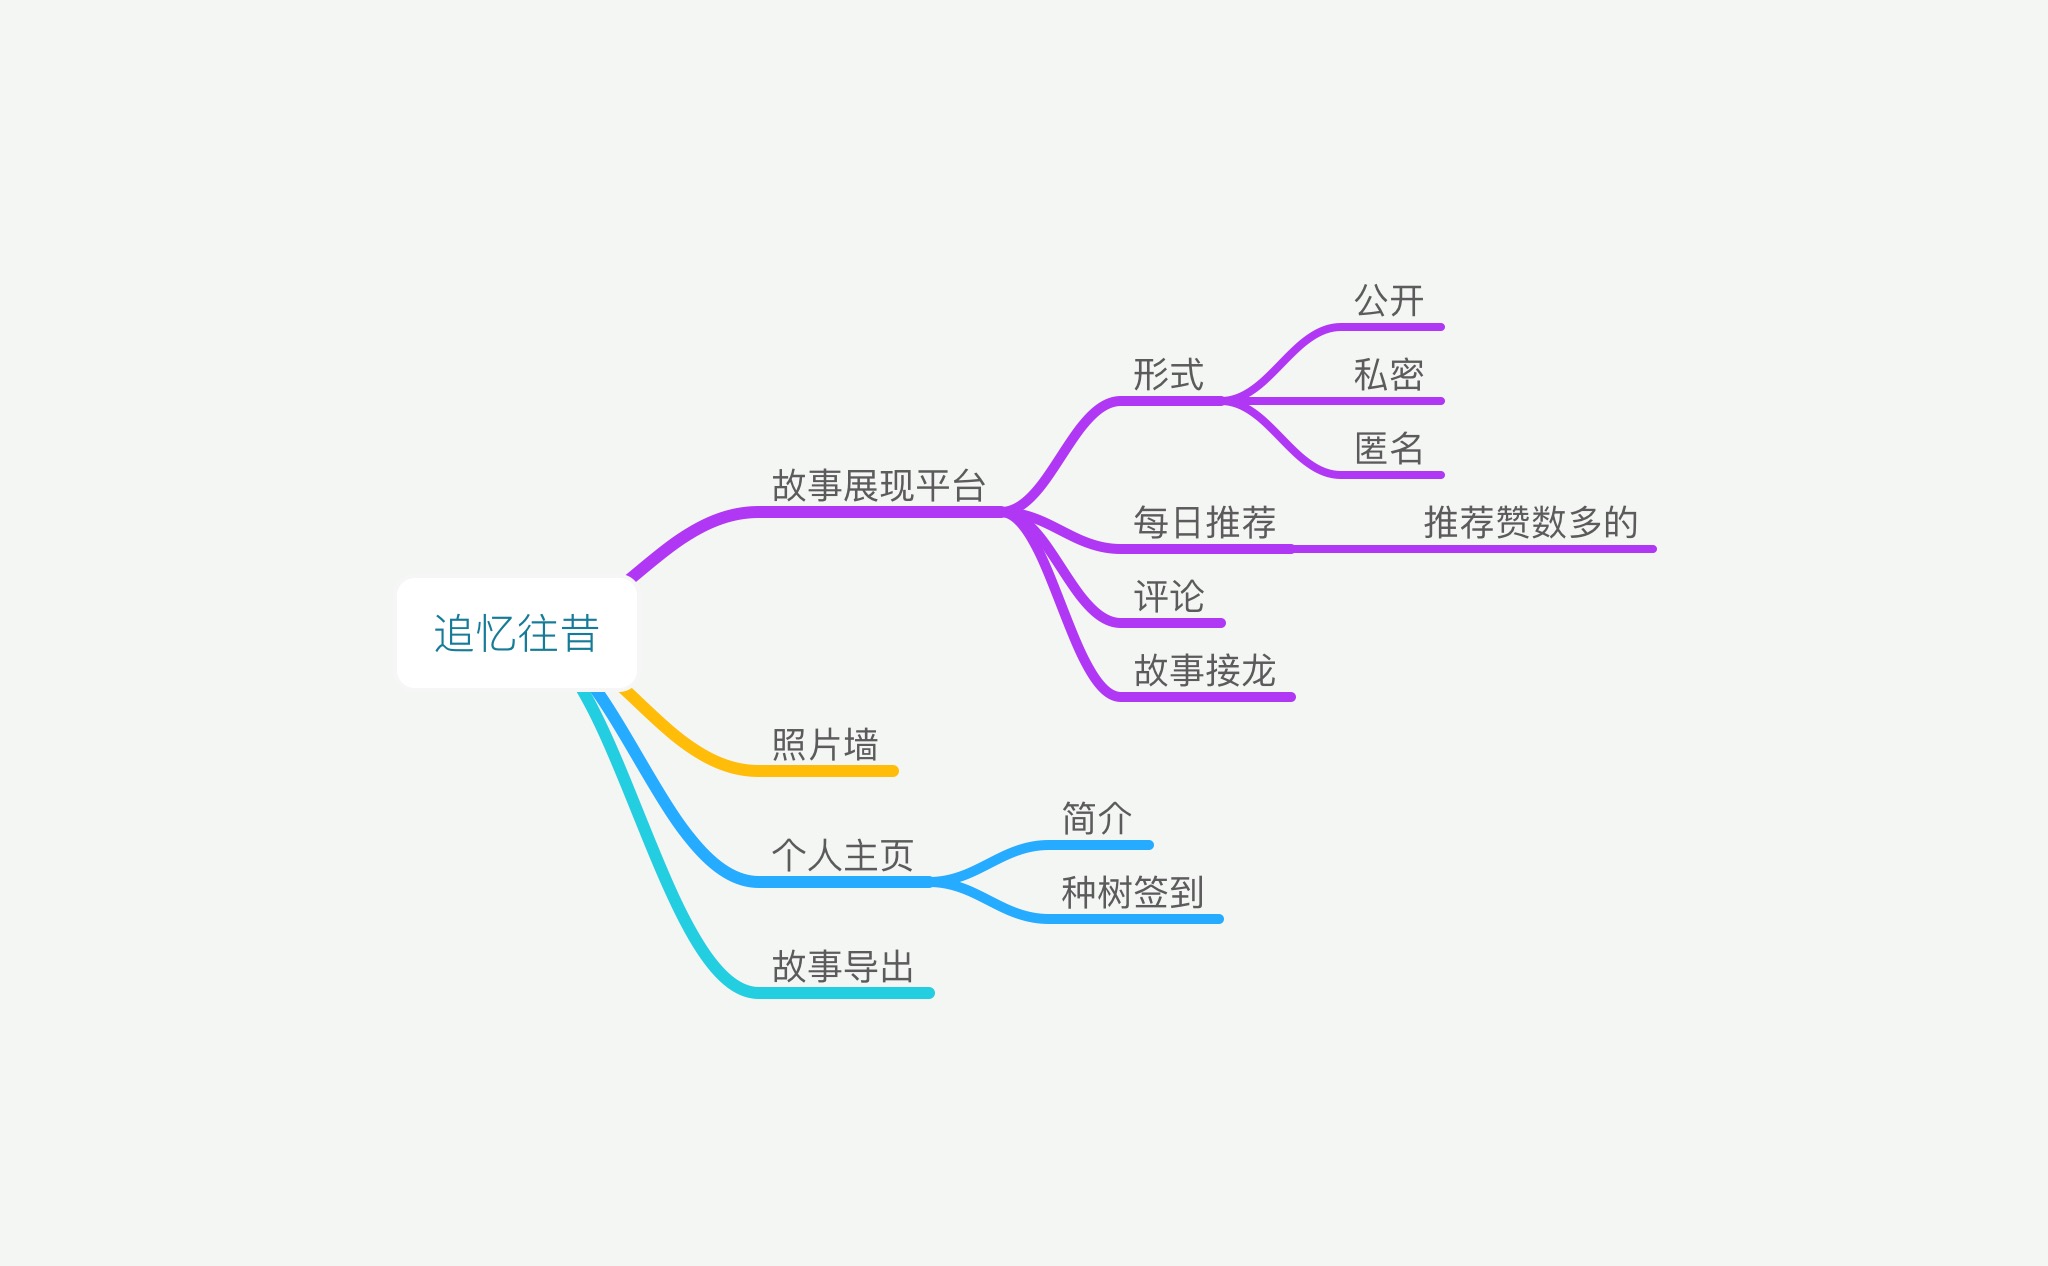 追忆往昔
故事展现平台
形式
公开
私密
匿名
每日推荐
推荐赞数多的
评论
故事接龙
照片墙
个人主页
简介
种树签到
故事导出